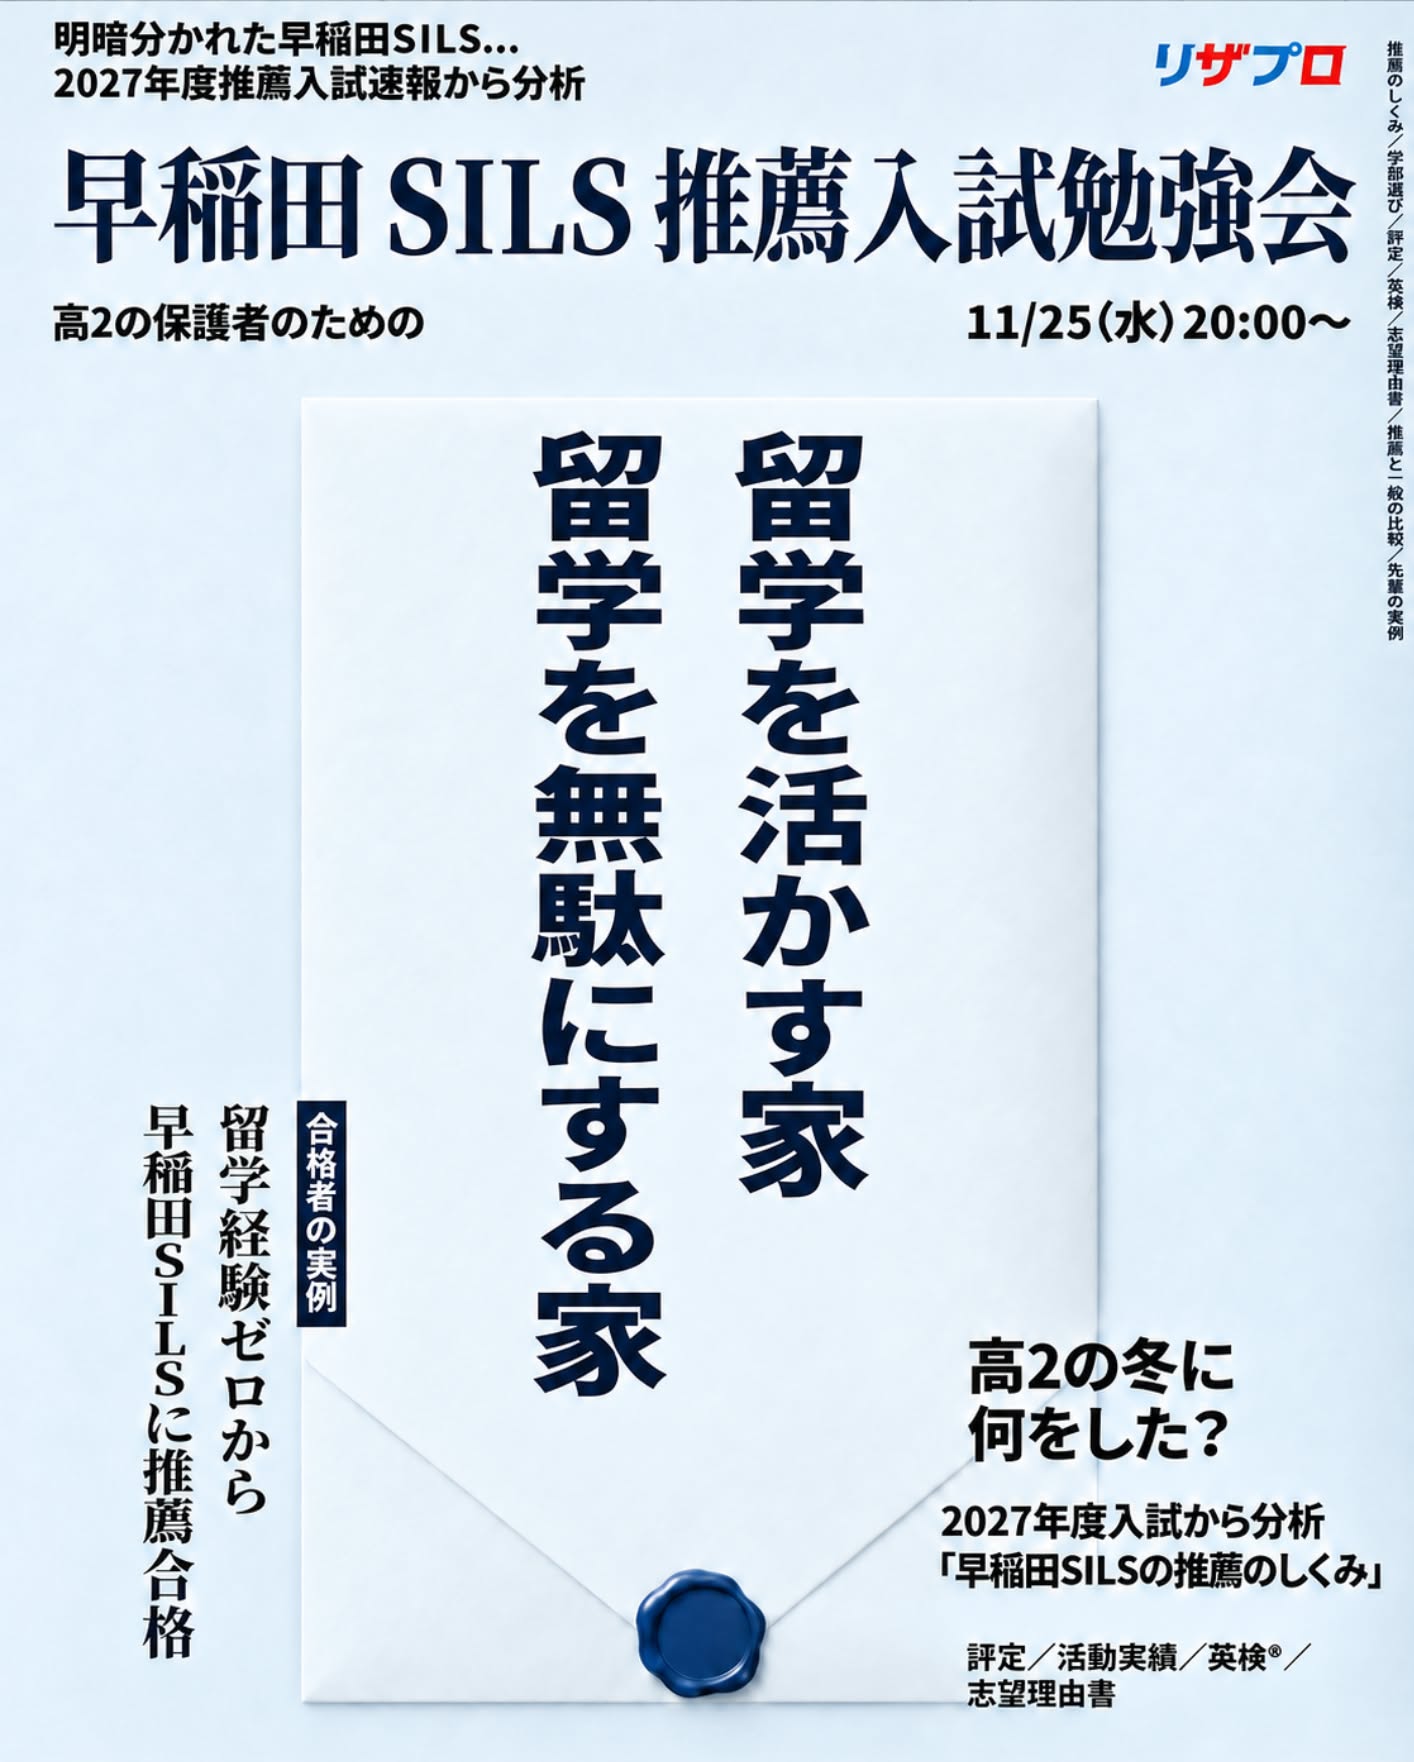 明暗分かれた早稲田SILS...
2027年度推薦入試速報から分析
リザプロ
早稲田SILS推薦入試勉強会
高2の保護者のための
11/25(水)20:00〜
推薦のしくみ／学部選び／評定／英検／志望理由書／推薦と一般の比較／先輩の実例
留学を活かす家
留学を無駄にする家
合格者の実例
留学経験ゼロから
早稲田SILSに推薦合格
高2の冬に
何をした?
2027年度入試から分析
「早稲田SILSの推薦のしくみ」
評定／活動実績／英検®／
志望理由書